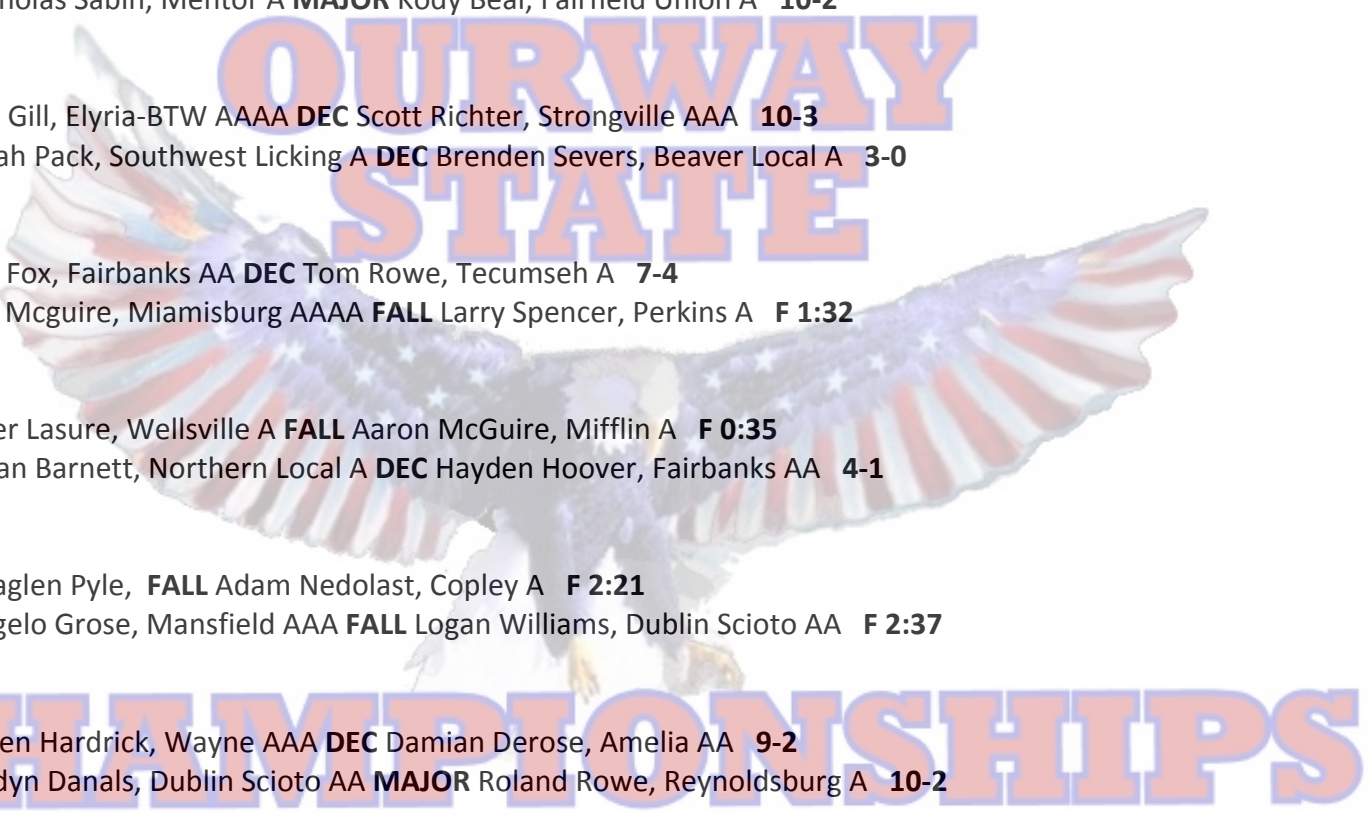 holas Sabin, Mentor A MAJOR Kody Beal, Fairfield Union A 10-2
OURWAY
Gill, Elyria-BTW AAAA DEC Scott Richter, Strongville AAA 10-3
ah Pack, Southwest Licking A DEC Brenden Severs, Beaver Local A 3-0
STATE
Fox, Fairbanks AA DEC Tom Rowe, Tecumseh A 7-4
Mcguire, Miamisburg AAAA FALL Larry Spencer, Perkins A F 1:32
er Lasure, Wellsville A FALL Aaron McGuire, Mifflin A F 0:35
an Barnett, Northern Local A DEC Hayden Hoover, Fairbanks AA 4-1
aglen Pyle, FALL Adam Nedolast, Copley A F 2:21
gelo Grose, Mansfield AAA FALL Logan Williams, Dublin Scioto AA F 2:37
HAMPIONSHIPS
en Hardrick, Wayne AAA DEC Damian Derose, Amelia AA 9-2
dyn Danals, Dublin Scioto AA MAJOR Roland Rowe, Reynoldsburg A 10-2